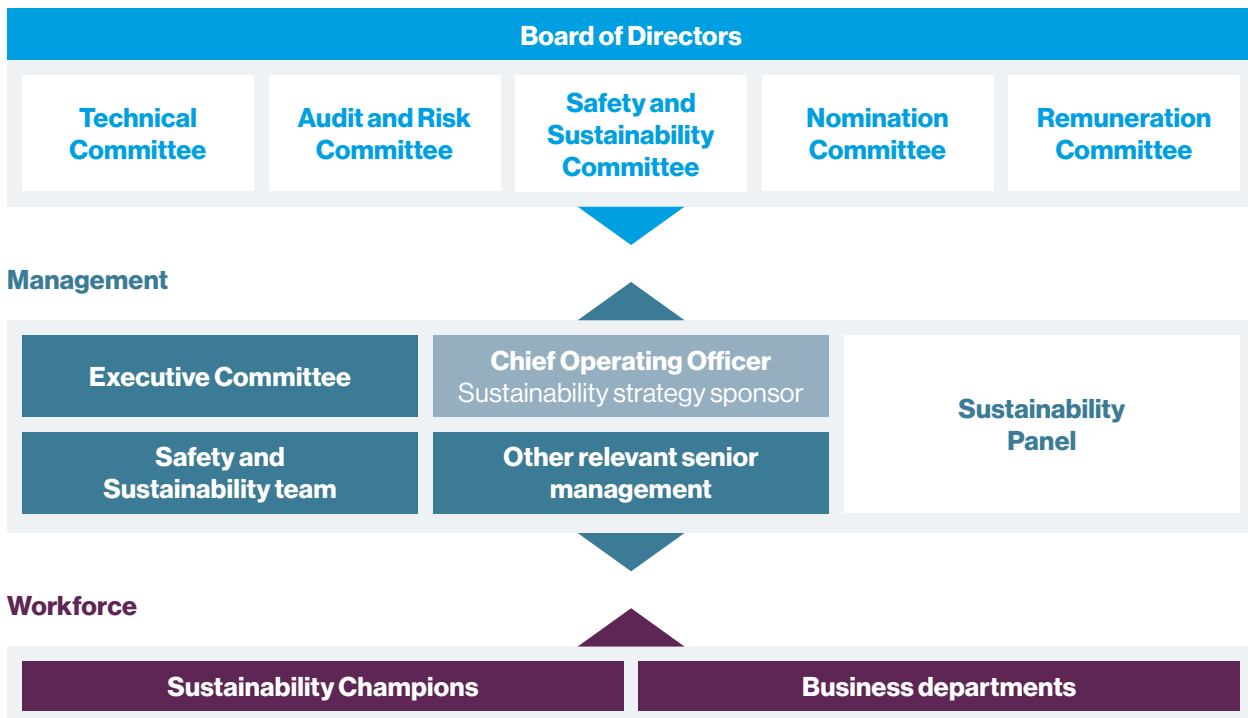 Board of Directors
Technical
Committee
Audit and Risk
Committee
Safety and
Sustainability
Committee
Nomination
Committee
Remuneration
Committee
Management
Executive Committee
Chief Operating Officer
Sustainability strategy sponsor
Safety and
Sustainability team
Other relevant senior
management
Sustainability
Panel
Workforce
Sustainability Champions
Business departments